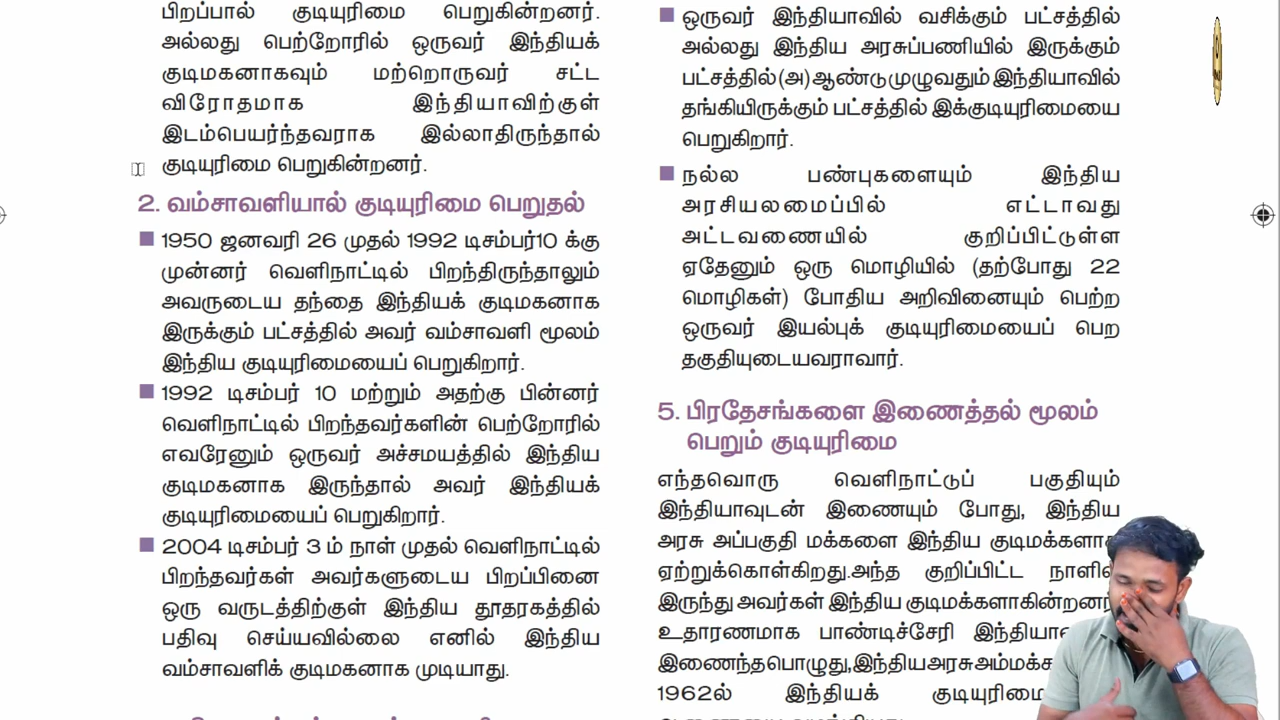 பிறப்பால் குடியுரிமை பெறுகின்றனர்.
அல்லது பெற்றோரில் ஒருவர் இந்தியக்
குடிமகனாகவும் மற்றொருவர் சட்ட
விரோதமாக இந்தியாவிற்குள்
இடம்பெயர்ந்தவராக இல்லாதிருந்தால்
குடியுரிமை பெறுகின்றனர்.
2. வம்சாவளியால் குடியுரிமை பெறுதல்
■ 1950 ஜனவரி 26 முதல் 1992 டிசம்பர்10 க்கு
முன்னர் வெளிநாட்டில் பிறந்திருந்தாலும்
அவருடைய தந்தை இந்தியக் குடிமகனாக
இருக்கும் பட்சத்தில் அவர் வம்சாவளி மூலம்
இந்திய குடியுரிமையைப் பெறுகிறார்.
■ 1992 டிசம்பர் 10 மற்றும் அதற்கு பின்னர்
வெளிநாட்டில் பிறந்தவர்களின் பெற்றோரில்
எவரேனும் ஒருவர் அச்சமயத்தில் இந்திய
குடிமகனாக இருந்தால் அவர் இந்தியக்
குடியுரிமையைப் பெறுகிறார்.
■ 2004 டிசம்பர் 3 ம் நாள் முதல் வெளிநாட்டில்
பிறந்தவர்கள் அவர்களுடைய பிறப்பினை
ஒரு வருடத்திற்குள் இந்திய தூதரகத்தில்
பதிவு செய்யவில்லை எனில் இந்திய
வம்சாவளிக் குடிமகனாக முடியாது.
■ ஒருவர் இந்தியாவில் வசிக்கும் பட்சத்தில்
அல்லது இந்திய அரசுப்பணியில் இருக்கும்
பட்சத்தில் (அ) ஆண்டு முழுவதும் இந்தியாவில்
தங்கியிருக்கும் பட்சத்தில் இக்குடியுரிமையை
பெறுகிறார்.
■ நல்ல பண்புகளையும் இந்திய
அரசியலமைப்பில் எட்டாவது
அட்டவணையில் குறிப்பிட்டுள்ள
ஏதேனும் ஒரு மொழியில் (தற்போது 22
மொழிகள்) போதிய அறிவினையும் பெற்ற
ஒருவர் இயல்புக் குடியுரிமையைப் பெற
தகுதியுடையவராவார்.
5. பிரதேசங்களை இணைத்தல் மூலம்
பெறும் குடியுரிமை
எந்தவொரு வெளிநாட்டுப் பகுதியும்
இந்தியாவுடன் இணையும் போது, இந்திய
அரசு அப்பகுதி மக்களை இந்திய
ஏற்றுக்கொள்கிறது.அந்த குறிப்பிட்ட
இருந்து அவர்கள் இந்திய
உதாரணமாக பாண்டிச்சேரி
இணைந்தபொழுது,இந்திய அரசு
1962ல் இந்தியக்